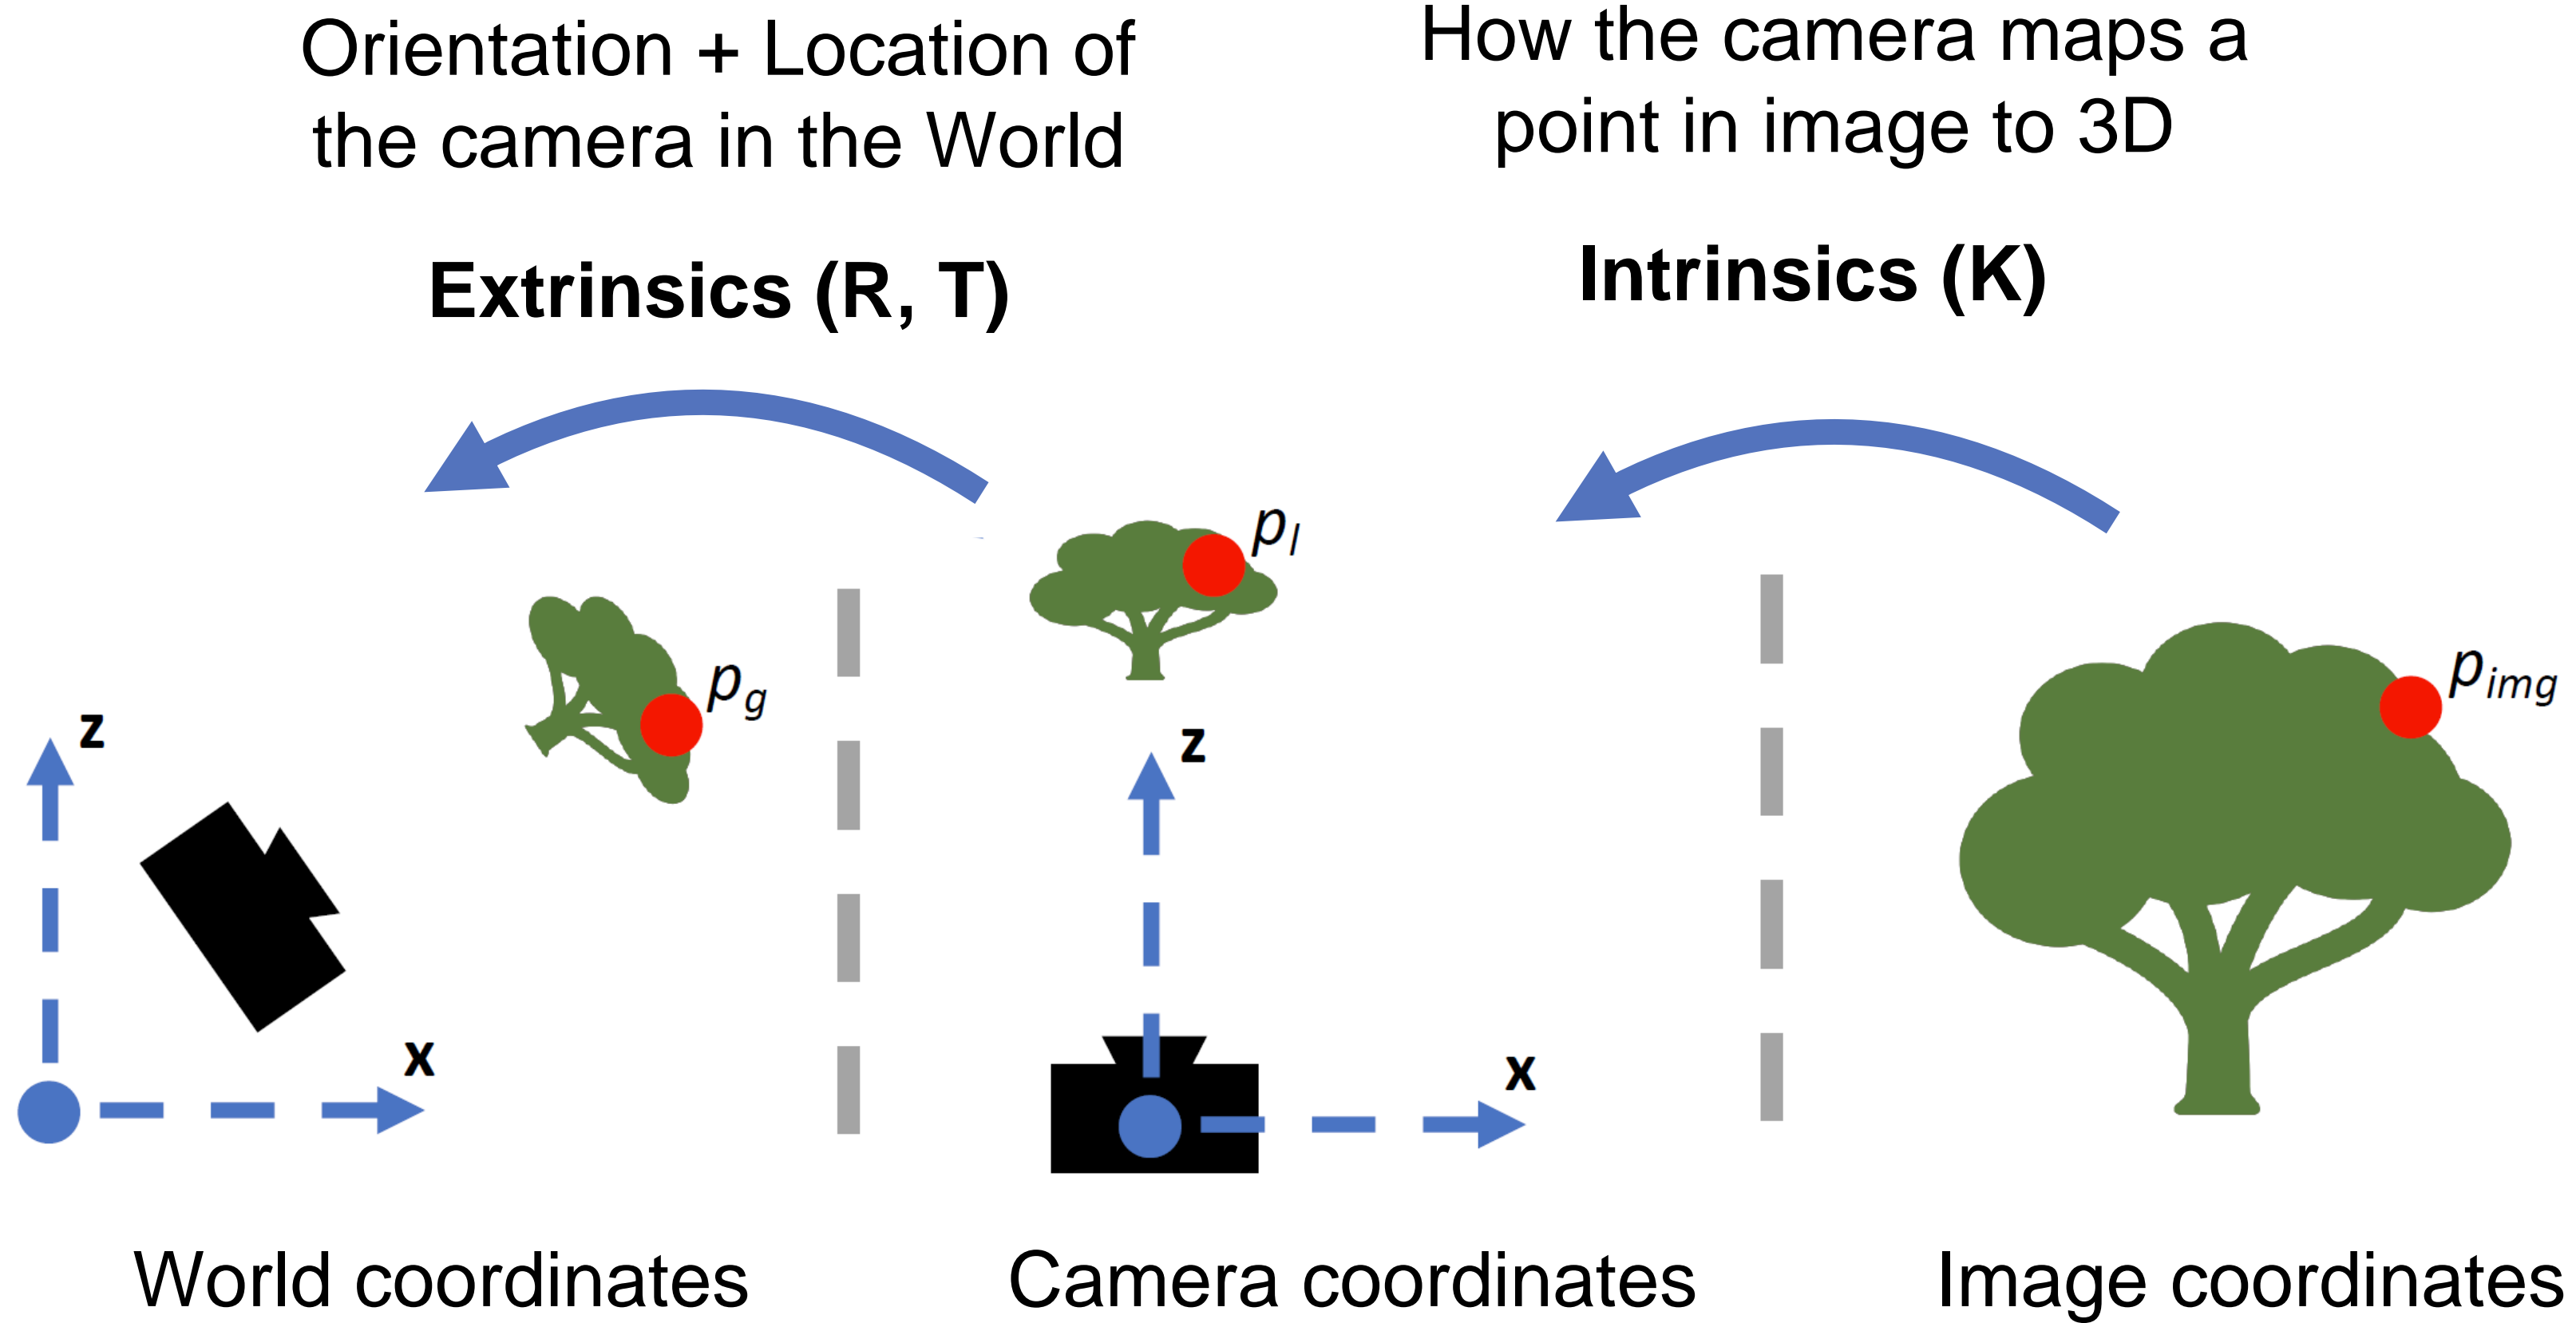 Orientation + Location of
the camera in the World
How the camera maps a
point in image to 3D
Extrinsics (R, T)
Intrinsics (K)
p_l
p_g
p_img
z
x
z
x
World coordinates
Camera coordinates
Image coordinates